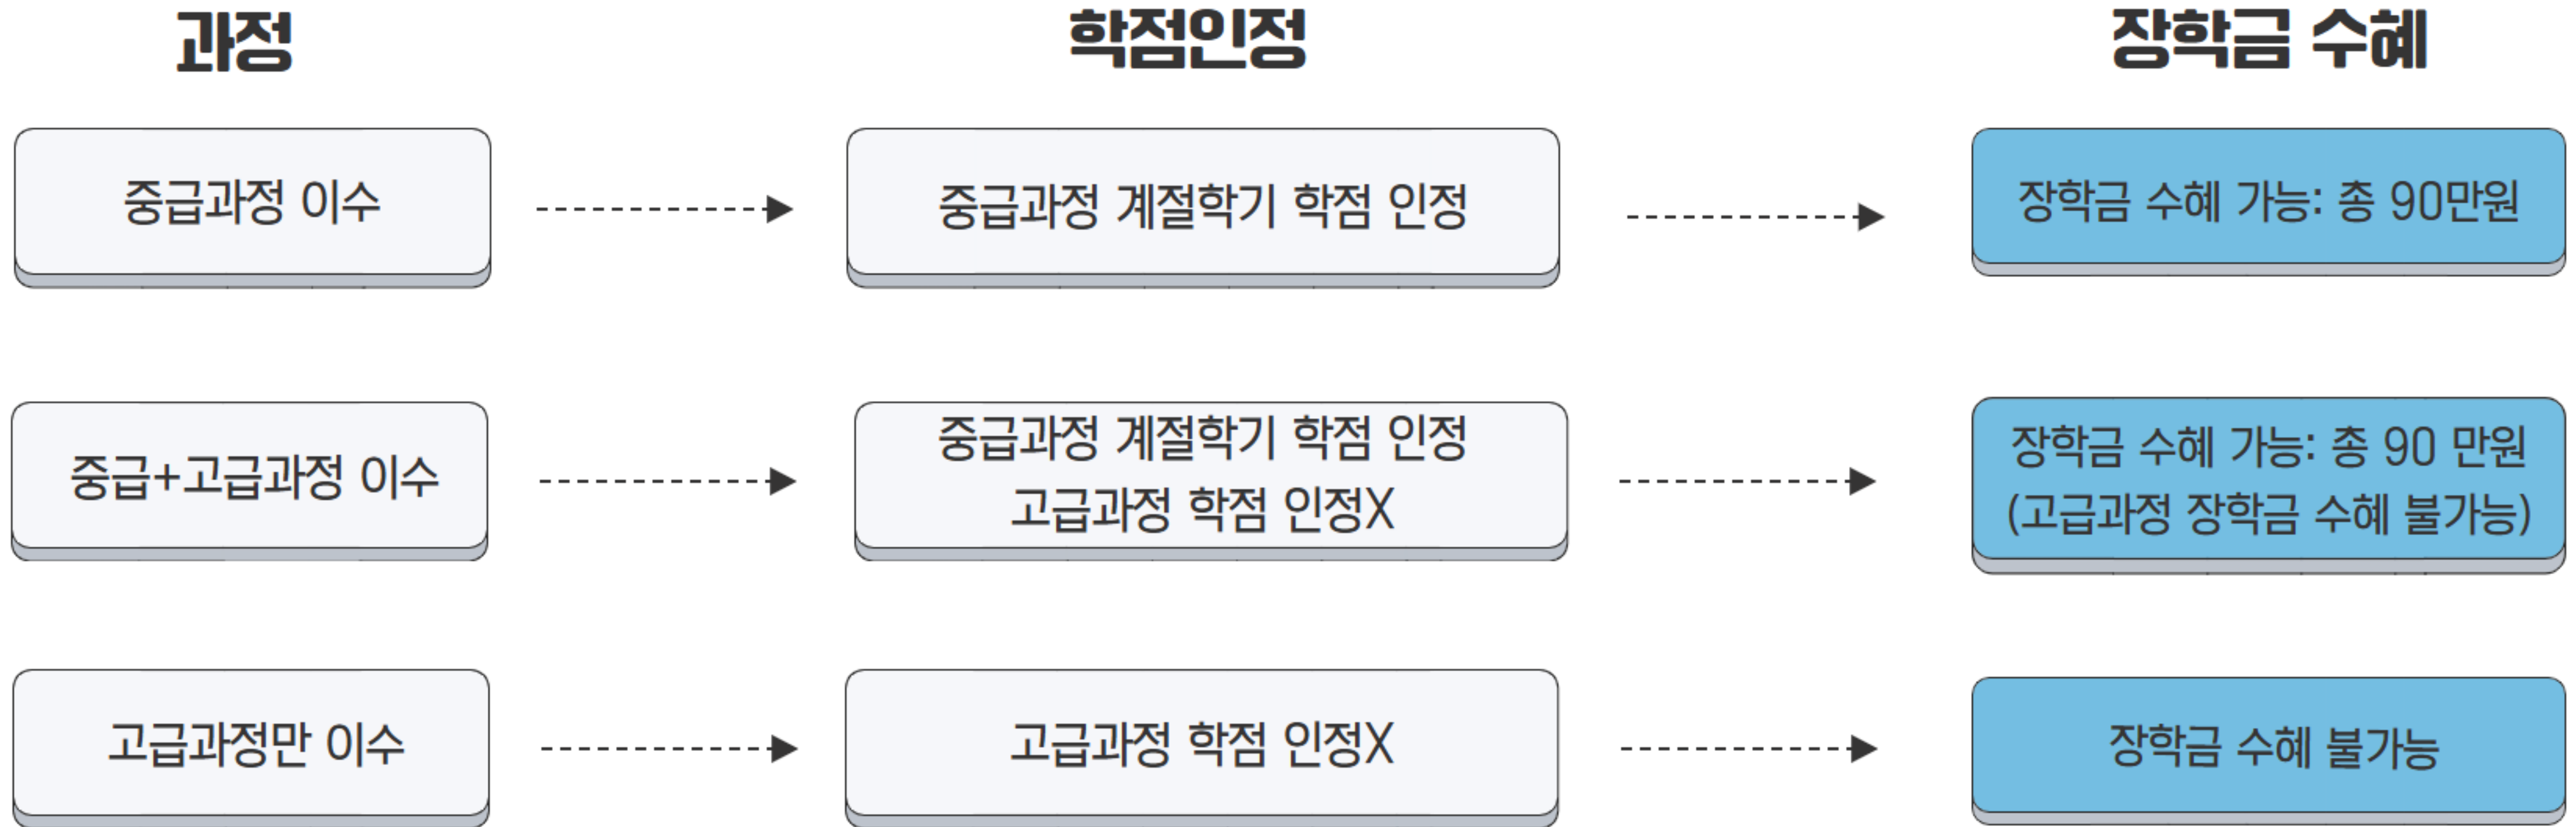 과정
학점인정
장학금 수혜
중급과정 이수
중급과정 계절학기 학점 인정
장학금 수혜 가능: 총 90만원
중급+고급과정 이수
중급과정 계절학기 학점 인정
고급과정 학점 인정X
장학금 수혜 가능: 총 90 만원
(고급과정 장학금 수혜 불가능)
고급과정만 이수
고급과정 학점 인정X
장학금 수혜 불가능